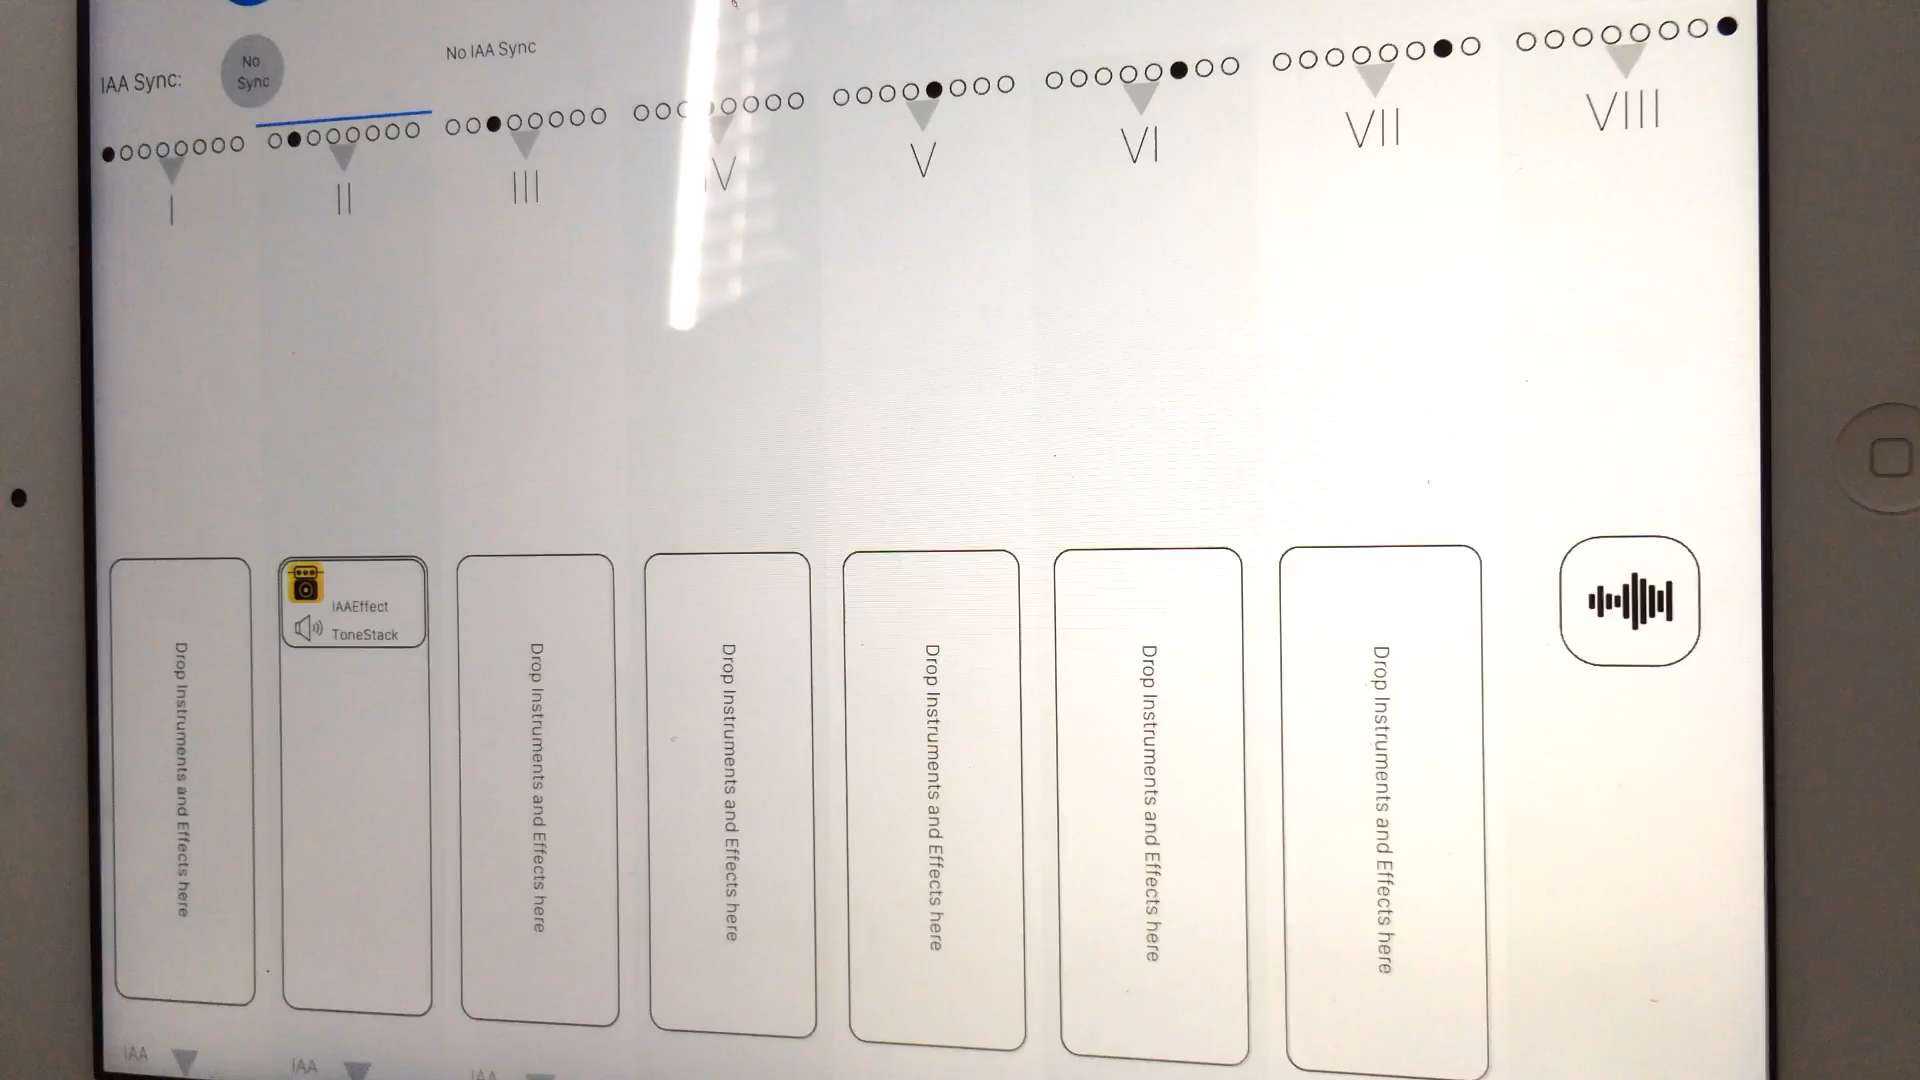 IAA Sync:
No
Sync
No IAA Sync
I
II
III
IV
V
VI
VII
VIII
Drop Instruments and Effects here
IAAEffect
ToneStack
Drop Instruments and Effects here
Drop Instruments and Effects here
Drop Instruments and Effects here
Drop Instruments and Effects here
Drop Instruments and Effects here
IAA
IAA
IAA